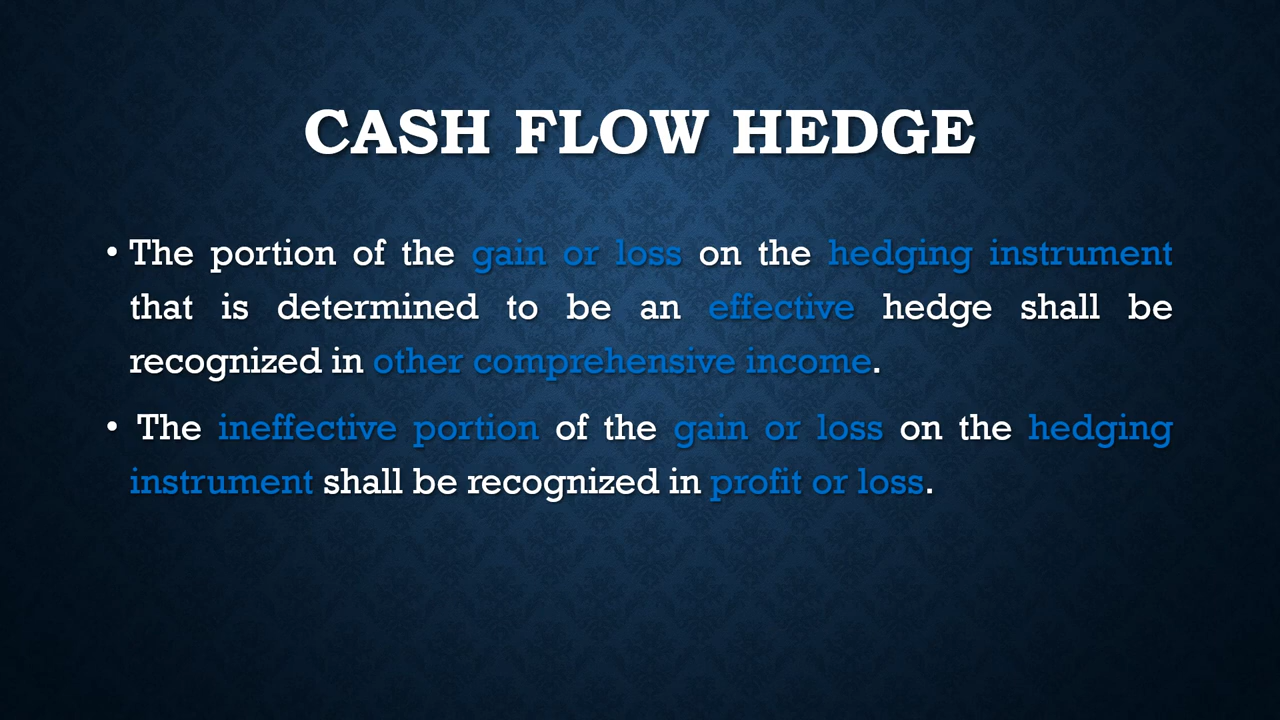 CASH FLOW HEDGE
• The portion of the gain or loss on the hedging instrument
that is determined to be an effective hedge shall be
recognized in other comprehensive income.
• The ineffective portion of the gain or loss on the hedging
instrument shall be recognized in profit or loss.